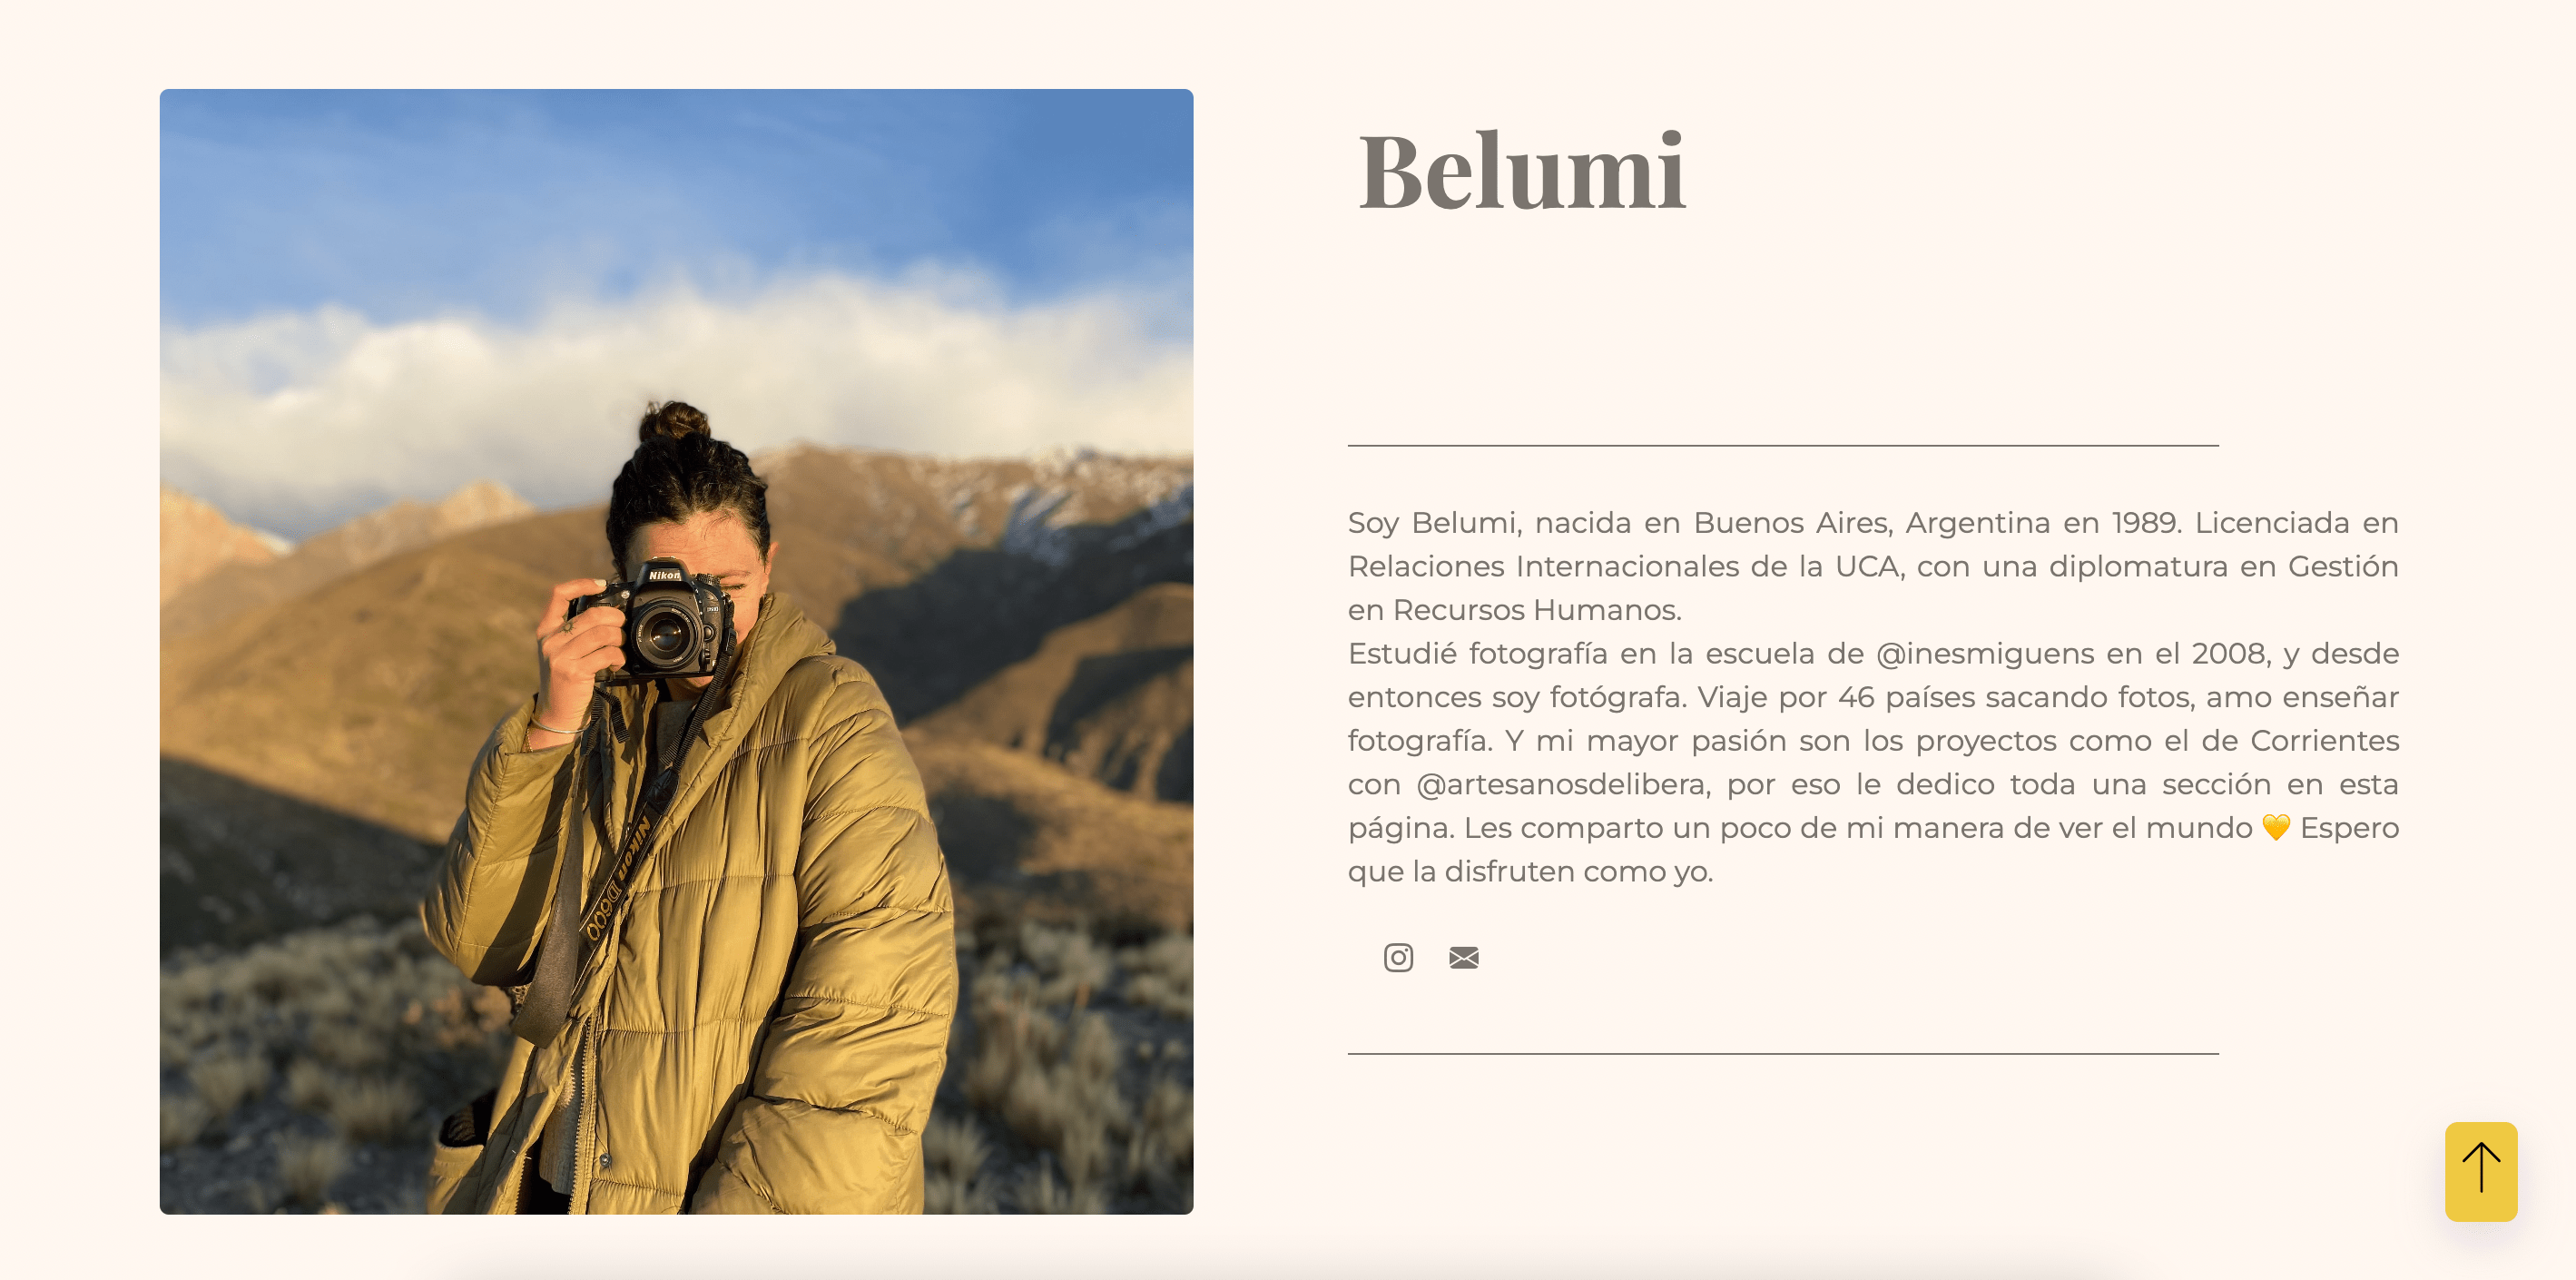 Belumi
Soy Belumi, nacida en Buenos Aires, Argentina en 1989. Licenciada en
Relaciones Internacionales de la UCA, con una diplomatura en Gestión
en Recursos Humanos.
Estudié fotografía en la escuela de @inesmiguens en el 2008, y desde
entonces soy fotógrafa. Viaje por 46 países sacando fotos, amo enseñar
fotografía. Y mi mayor pasión son los proyectos como el de Corrientes
con @artesanosdelibera, por eso le dedico toda una sección en esta
página. Les comparto un poco de mi manera de ver el mundo 💛 Espero
que la disfruten como yo.
Nikon
Nikon D600